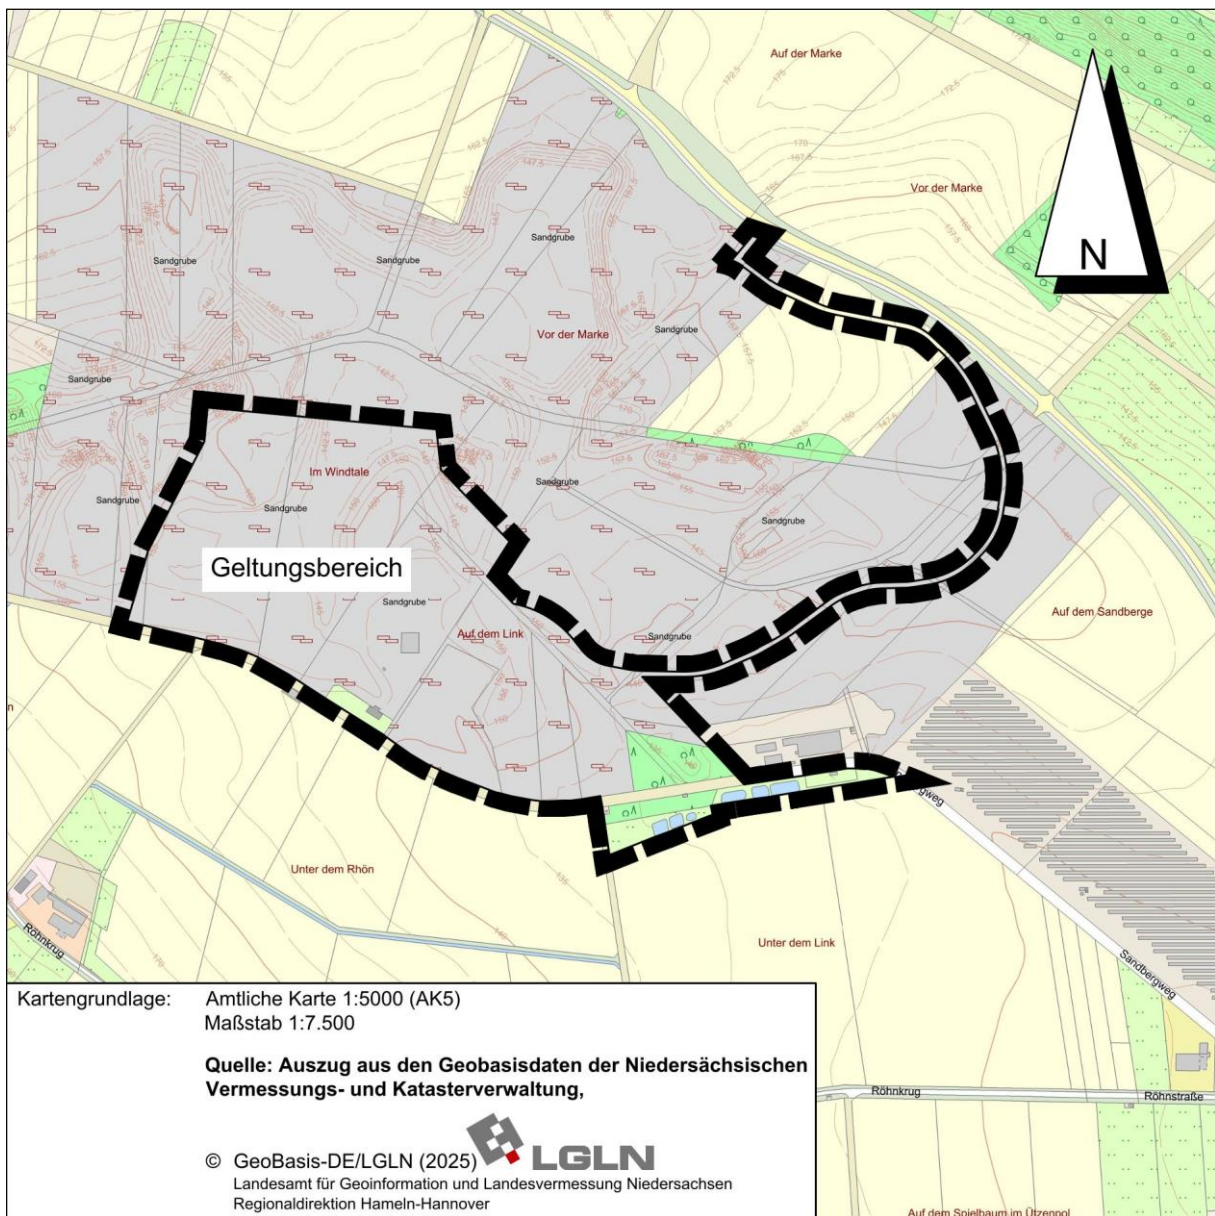 Auf der Marke
Vor der Marke
N
Sandgrube
Sandgrube
Sandgrube
Vor der Marke
Sandgrube
Sandgrube
Im Windtale
Sandgrube
Sandgrube
Sandgrube
Sandgrube
Geltungsbereich
Sandgrube
Auf dem Link
Sandgrube
Auf dem Sandberge
Unter dem Rhön
Röhnkrug
Unter dem Link
Sandbergweg
Röhnkrug
Röhnstraße
Auf dem Spielbaum im Ützenpol
Kartengrundlage: Amtliche Karte 1:5000 (AK5)
Maßstab 1:7.500
Quelle: Auszug aus den Geobasisdaten der Niedersächsischen
Vermessungs- und Katasterverwaltung,
© GeoBasis-DE/LGLN (2025) LGLN
Landesamt für Geoinformation und Landesvermessung Niedersachsen
Regionaldirektion Hameln-Hannover